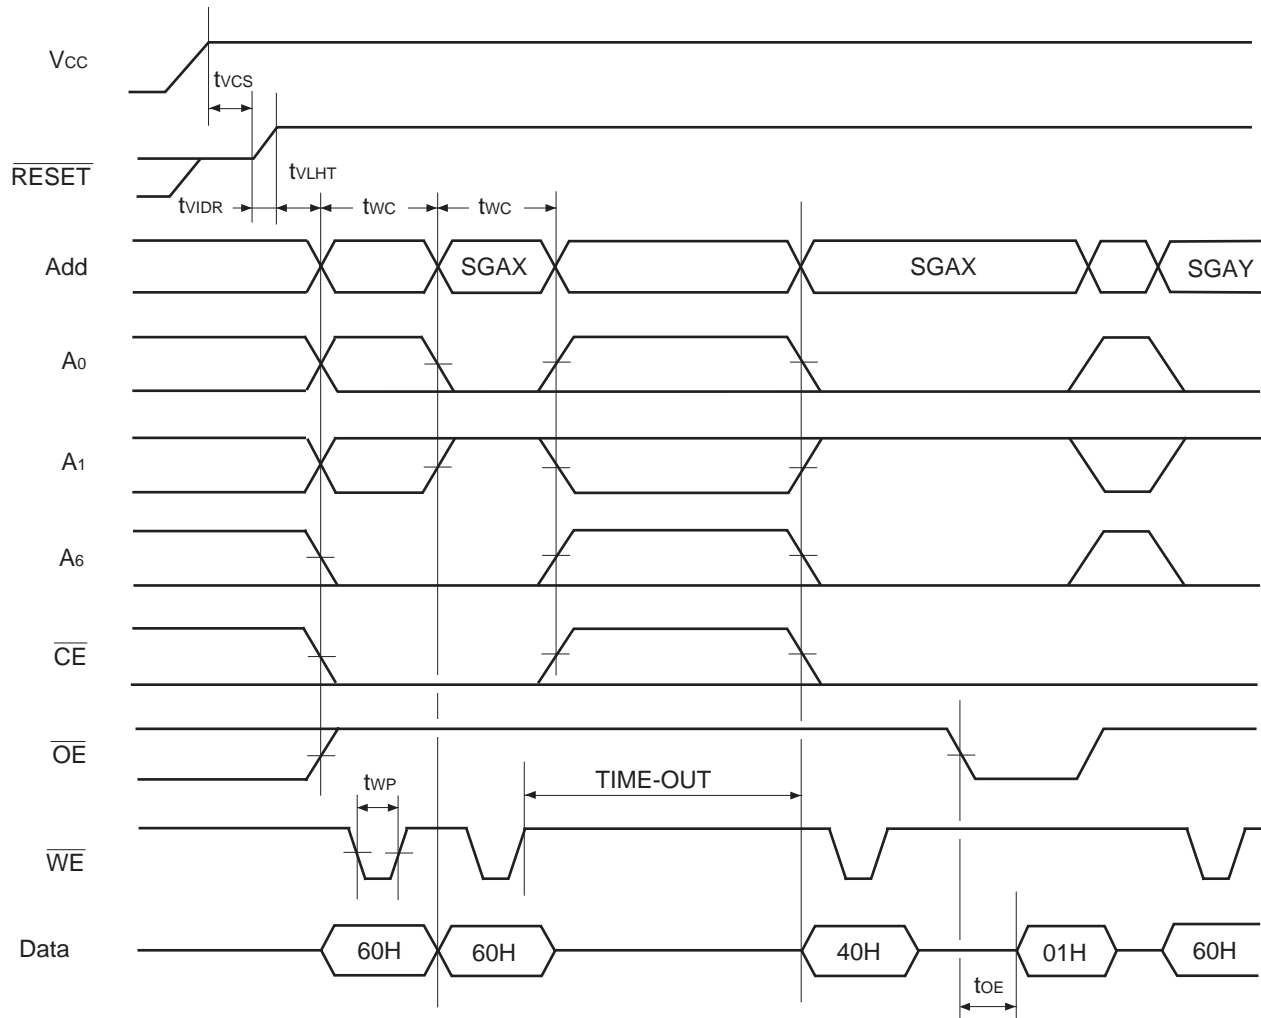 VCC
tVCS
RESET
tVLHT
tVIDR
tWC
tWC
Add
SGAX
SGAX
SGAY
A0
A1
A6
CE
OE
tWP
TIME-OUT
WE
Data
60H
60H
40H
01H
60H
tOE